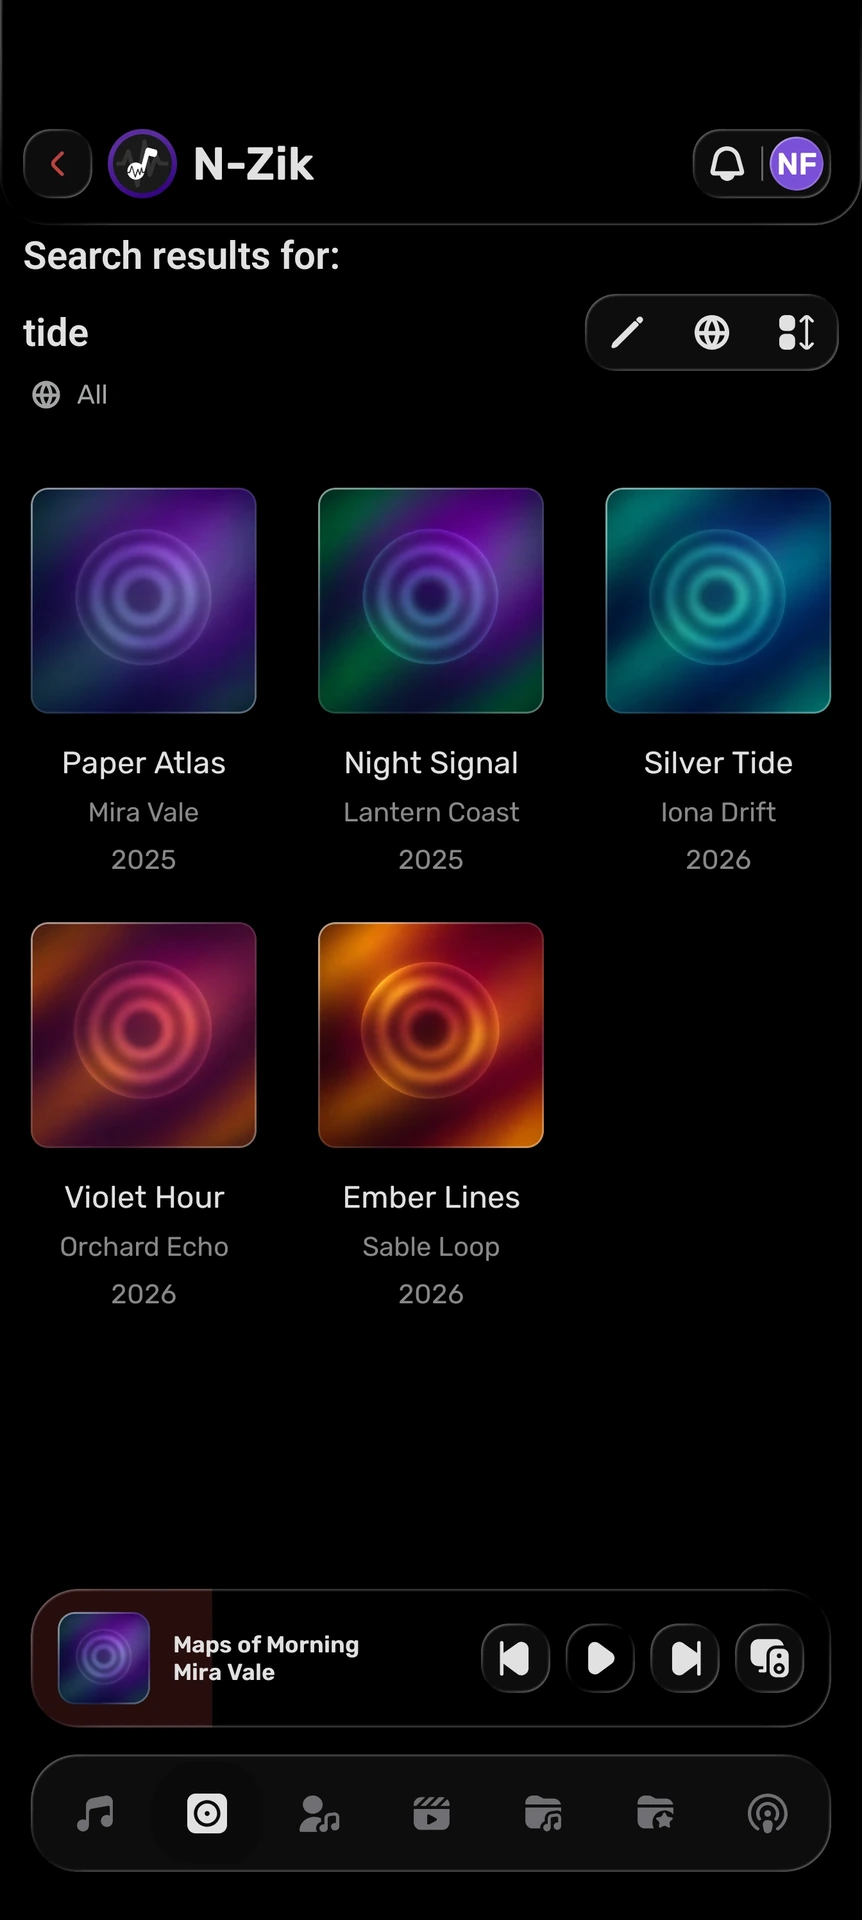 N-Zik
NF
Search results for:
tide
All
Paper Atlas
Mira Vale
2025
Night Signal
Lantern Coast
2025
Silver Tide
Iona Drift
2026
Violet Hour
Orchard Echo
2026
Ember Lines
Sable Loop
2026
Maps of Morning
Mira Vale